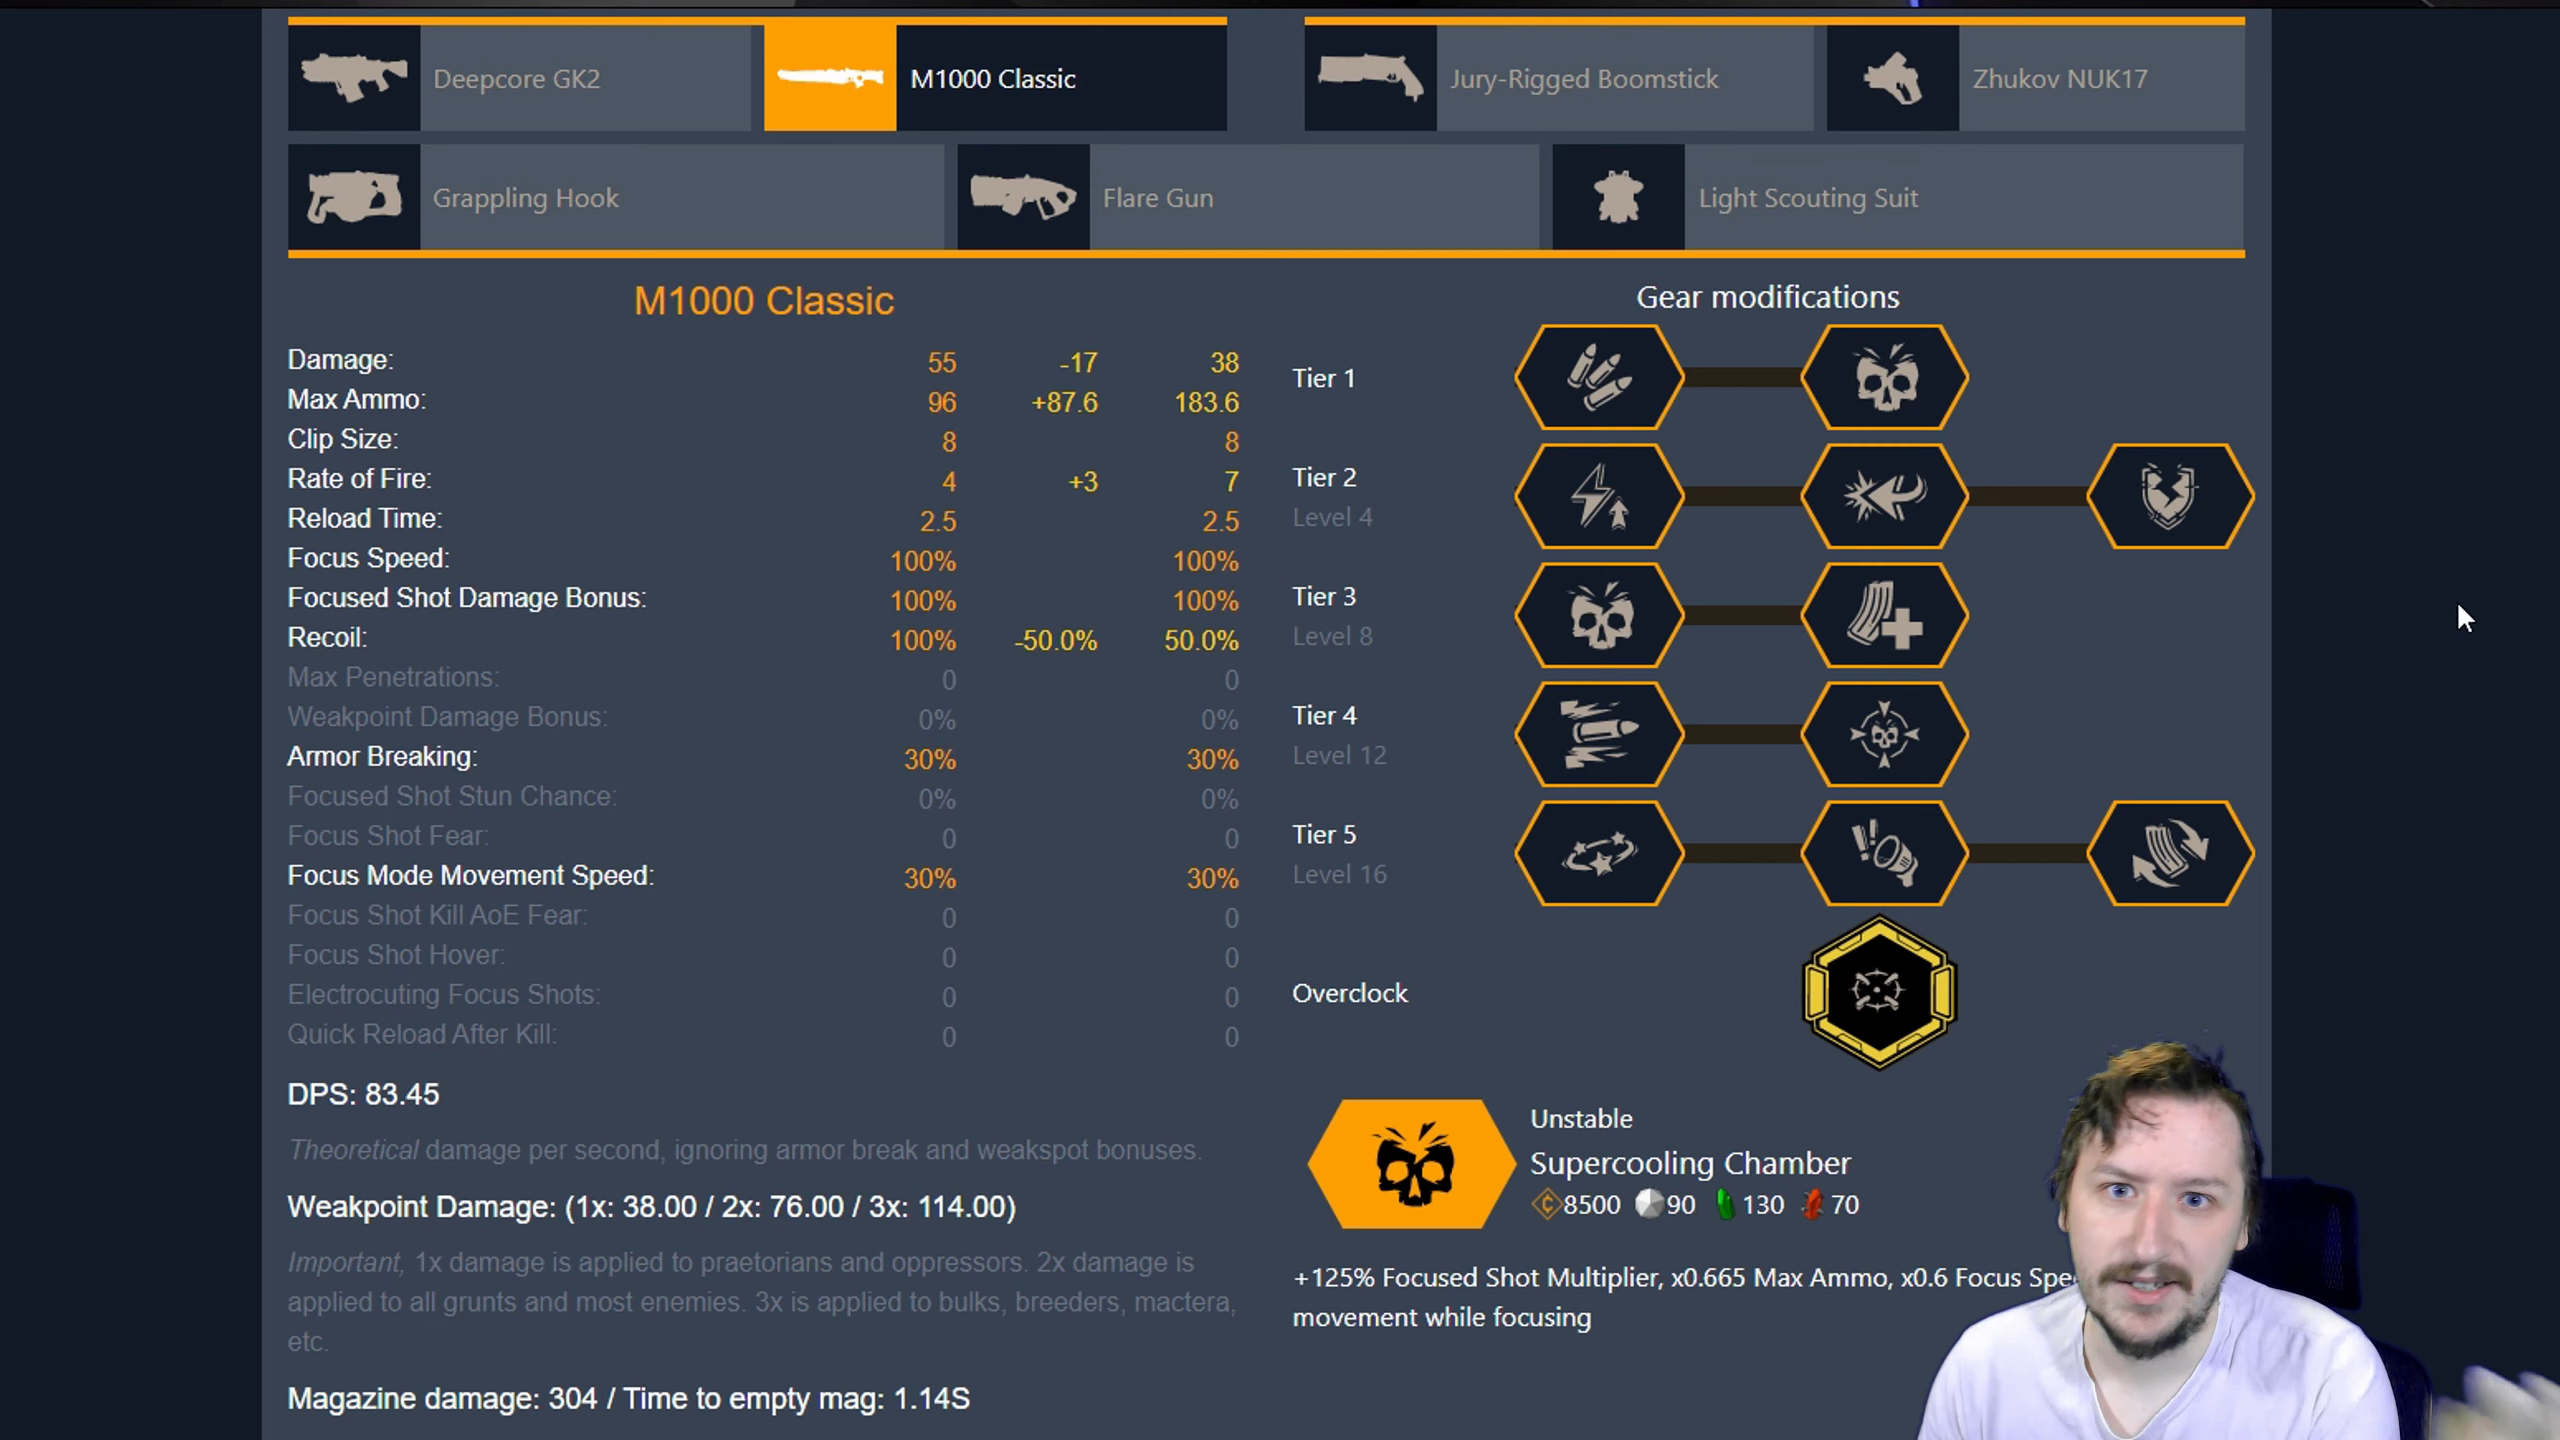 Deepcore GK2
M1000 Classic
Jury-Rigged Boomstick
Zhukov NUK17
Grappling Hook
Flare Gun
Light Scouting Suit
M1000 Classic
Damage: 55 -17 38
Max Ammo: 96 +87.6 183.6
Clip Size: 8 8
Rate of Fire: 4 +3 7
Reload Time: 2.5 2.5
Focus Speed: 100% 100%
Focused Shot Damage Bonus: 100% 100%
Recoil: 100% -50.0% 50.0%
Max Penetrations: 0 0
Weakpoint Damage Bonus: 0% 0%
Armor Breaking: 30% 30%
Focused Shot Stun Chance: 0% 0%
Focus Shot Fear: 0 0
Focus Mode Movement Speed: 30% 30%
Focus Shot Kill AoE Fear: 0 0
Focus Shot Hover: 0 0
Electrocuting Focus Shots: 0 0
Quick Reload After Kill: 0 0
DPS: 83.45
Theoretical damage per second, ignoring armor break and weakspot bonuses.
Weakpoint Damage: (1x: 38.00 / 2x: 76.00 / 3x: 114.00)
Important, 1x damage is applied to praetorians and oppressors. 2x damage is
applied to all grunts and most enemies. 3x is applied to bulks, breeders, mactera,
etc.
Magazine damage: 304 / Time to empty mag: 1.14S
Gear modifications
Tier 1
Tier 2
Level 4
Tier 3
Level 8
Tier 4
Level 12
Tier 5
Level 16
Overclock
Unstable
Supercooling Chamber
8500 90 130 70
+125% Focused Shot Multiplier, x0.665 Max Ammo, x0.6 Focus
movement while focusing